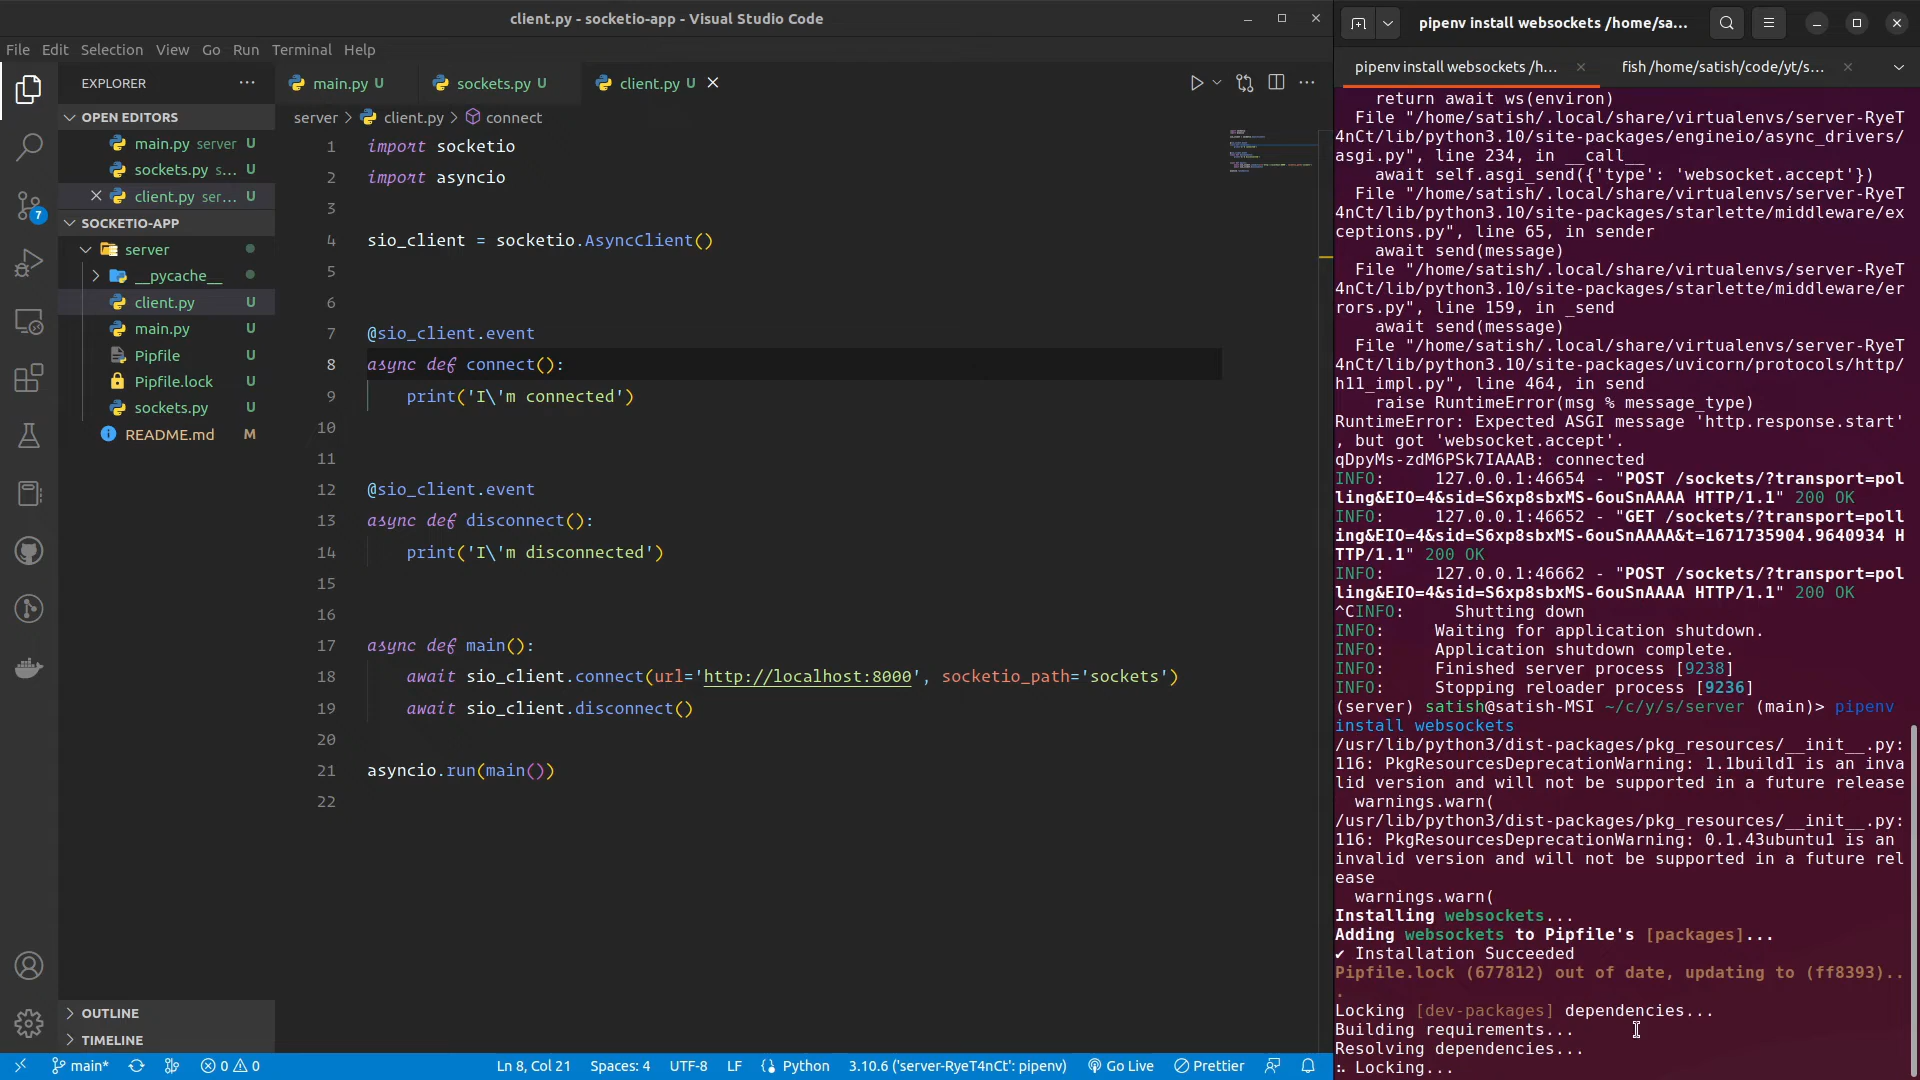 client.py - socketio-app - Visual Studio Code
File Edit Selection View Go Run Terminal Help
EXPLORER
OPEN EDITORS
main.py server U
sockets.py s... U
client.py ser... U
SOCKETIO-APP
server
__pycache__
client.py U
main.py U
Pipfile U
Pipfile.lock U
sockets.py U
README.md M
OUTLINE
TIMELINE
7
main.py U sockets.py U client.py U
server > client.py > connect
1 import socketio
2 import asyncio
3
4 sio_client = socketio.AsyncClient()
5
6
7 @sio_client.event
8 async def connect():
9 print('I\'m connected')
10
11
12 @sio_client.event
13 async def disconnect():
14 print('I\'m disconnected')
15
16
17 async def main():
18 await sio_client.connect(url='http://localhost:8000', socketio_path='sockets')
19 await sio_client.disconnect()
20
21 asyncio.run(main())
22
main* 0 0 Ln 8, Col 21 Spaces: 4 UTF-8 LF Python 3.10.6 ('server-RyeT4nCt': pipenv) Go Live Prettier
pipenv install websockets /home/sa...
pipenv install websockets /h... fish /home/satish/code/yt/s...
return await ws(environ)
File "/home/satish/.local/share/virtualenvs/server-RyeT
4nCt/lib/python3.10/site-packages/engineio/async_drivers/
asgi.py", line 234, in __call__
await self.asgi_send({'type': 'websocket.accept'})
File "/home/satish/.local/share/virtualenvs/server-RyeT
4nCt/lib/python3.10/site-packages/starlette/middleware/ex
ceptions.py", line 65, in sender
await send(message)
File "/home/satish/.local/share/virtualenvs/server-RyeT
4nCt/lib/python3.10/site-packages/starlette/middleware/er
rors.py", line 159, in _send
await send(message)
File "/home/satish/.local/share/virtualenvs/server-RyeT
4nCt/lib/python3.10/site-packages/uvicorn/protocols/http/
h11_impl.py", line 464, in send
raise RuntimeError(msg % message_type)
RuntimeError: Expected ASGI message 'http.response.start'
, but got 'websocket.accept'.
qDpyMs-zdM6PSk7IAAAB: connected
INFO: 127.0.0.1:46654 - "POST /sockets/?transport=pol
ling&EIO=4&sid=S6xp8sbxMS-6ouSnAAAA HTTP/1.1" 200 OK
INFO: 127.0.0.1:46652 - "GET /sockets/?transport=poll
ing&EIO=4&sid=S6xp8sbxMS-6ouSnAAAA&t=1671735904.9640934 H
TTP/1.1" 200 OK
INFO: 127.0.0.1:46662 - "POST /sockets/?transport=pol
ling&EIO=4&sid=S6xp8sbxMS-6ouSnAAAA HTTP/1.1" 200 OK
^CINFO: Shutting down
INFO: Waiting for application shutdown.
INFO: Application shutdown complete.
INFO: Finished server process [9238]
INFO: Stopping reloader process [9236]
(server) satish@satish-MSI ~/c/y/s/server (main)> pipenv
install websockets
/usr/lib/python3/dist-packages/pkg_resources/__init__.py:
116: PkgResourcesDeprecationWarning: 1.1build1 is an inva
lid version and will not be supported in a future release
warnings.warn(
/usr/lib/python3/dist-packages/pkg_resources/__init__.py:
116: PkgResourcesDeprecationWarning: 0.1.43ubuntu1 is an
invalid version and will not be supported in a future rel
ease
warnings.warn(
Installing websockets...
Adding websockets to Pipfile's [packages]...
✔ Installation Succeeded
Pipfile.lock (677812) out of date, updating to (ff8393)..
.
Locking [dev-packages] dependencies...
Building requirements...
Resolving dependencies...
Locking...